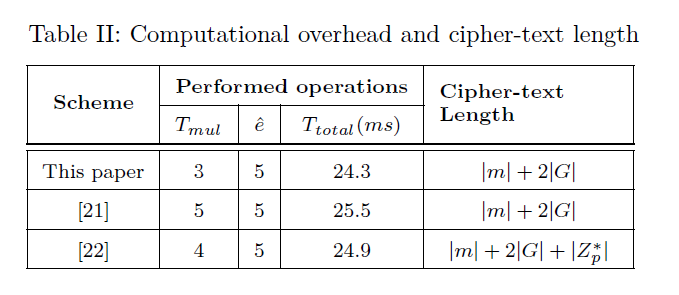 Table II: Computational overhead and cipher-text length
Scheme Performed operations Cipher-text Length
T_{mul} ê T_{total}(ms)
This paper 3 5 24.3 |m| + 2|G|
[21] 5 5 25.5 |m| + 2|G|
[22] 4 5 24.9 |m| + 2|G| + |Z_p^*|